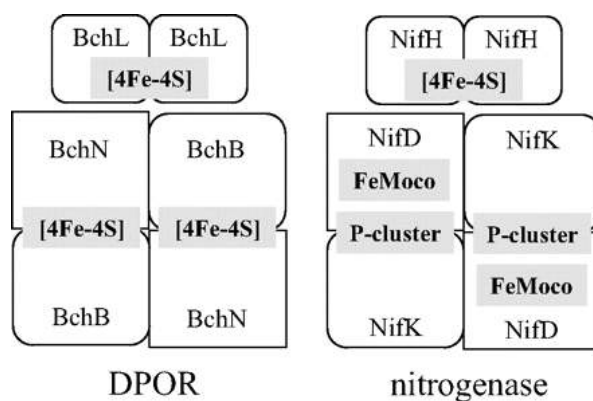 BchL BchL
[4Fe-4S]
BchN BchB
[4Fe-4S] [4Fe-4S]
BchB BchN
DPOR
NifH NifH
[4Fe-4S]
NifD NifK
FeMoco
P-cluster P-cluster
FeMoco
NifK NifD
nitrogenase